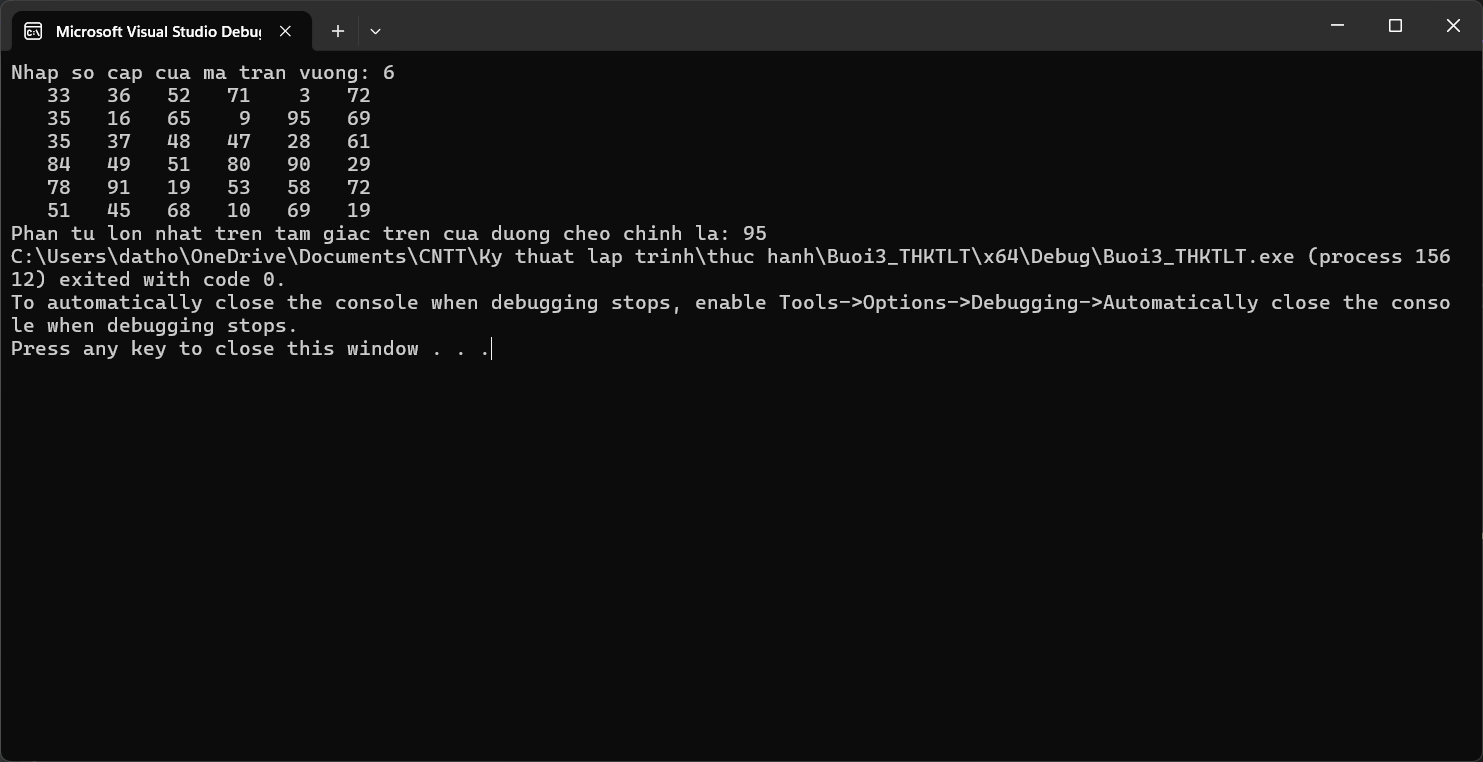 Microsoft Visual Studio Debu
Nhap so cap cua ma tran vuong: 6
33 36 52 71 3 72
35 16 65 9 95 69
35 37 48 47 28 61
84 49 51 80 90 29
78 91 19 53 58 72
51 45 68 10 69 19
Phan tu lon nhat tren tam giac tren cua duong cheo chinh la: 95
C:\Users\datho\OneDrive\Documents\CNTT\Ky thuat lap trinh\thuc hanh\Buoi3_THKTLT\x64\Debug\Buoi3_THKTLT.exe (process 156
12) exited with code 0.
To automatically close the console when debugging stops, enable Tools->Options->Debugging->Automatically close the conso
le when debugging stops.
Press any key to close this window . . .